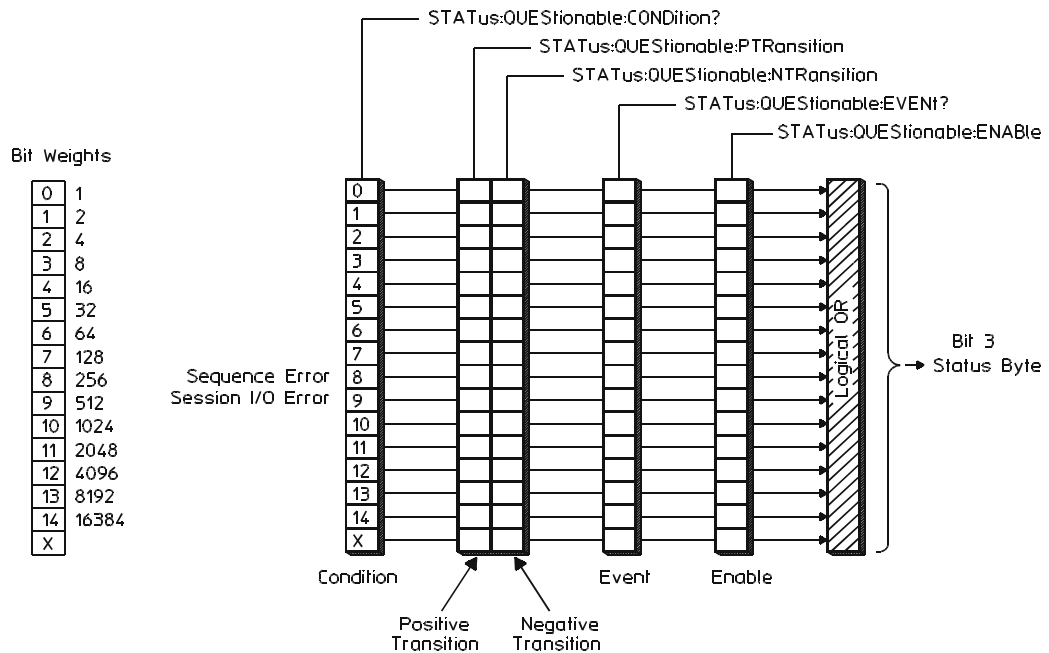 STATus:QUEStionable:CONDition?
STATus:QUEStionable:PTRansition
STATus:QUEStionable:NTRansition
STATus:QUEStionable:EVENt?
STATus:QUEStionable:ENABle
Bit Weights
0 1
1 2
2 4
3 8
4 16
5 32
6 64
7 128
8 256
9 512
10 1024
11 2048
12 4096
13 8192
14 16384
X
Sequence Error
Session I/O Error
0
1
2
3
4
5
6
7
8
9
10
11
12
13
14
X
Logical OR
Bit 3
Status Byte
Condition
Event
Enable
Positive
Transition
Negative
Transition